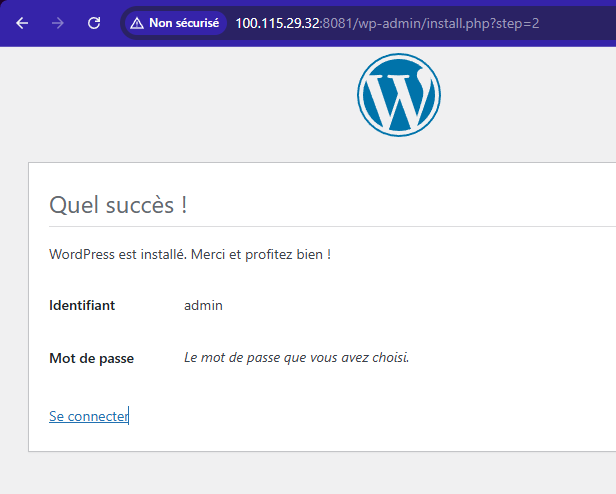 Non sécurisé 100.115.29.32:8081/wp-admin/install.php?step=2
W
Quel succès !
WordPress est installé. Merci et profitez bien !
Identifiant admin
Mot de passe Le mot de passe que vous avez choisi.
Se connecter